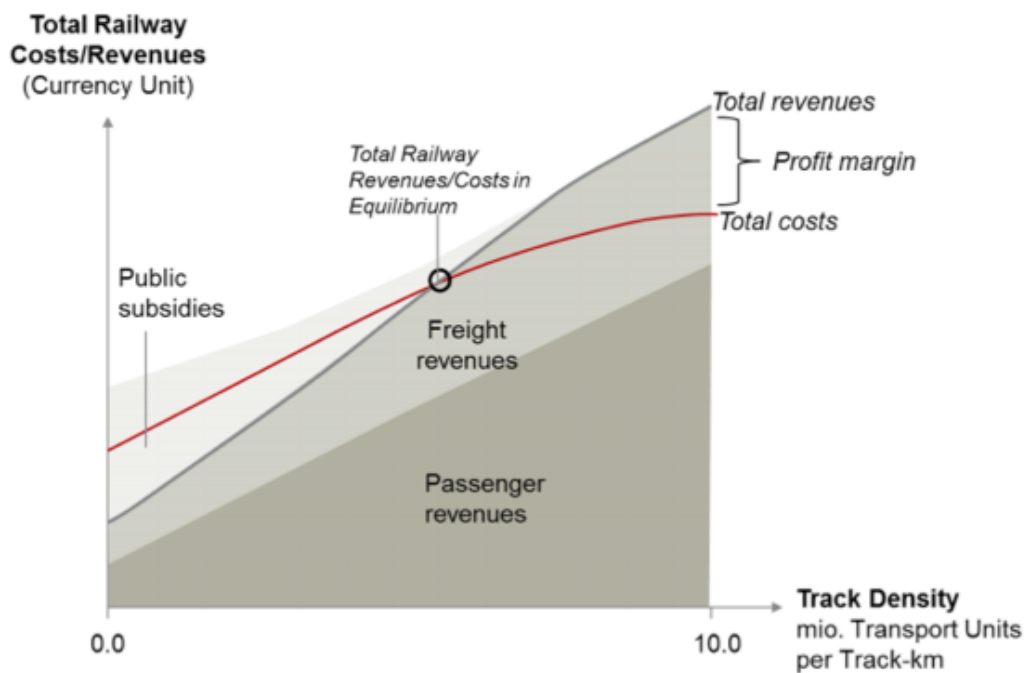 Total Railway
Costs/Revenues
(Currency Unit)
Total revenues
Profit margin
Total Railway
Revenues/Costs in
Equilibrium
Total costs
Public
subsidies
Freight
revenues
Passenger
revenues
Track Density
mio. Transport Units
per Track-km
0.0
10.0